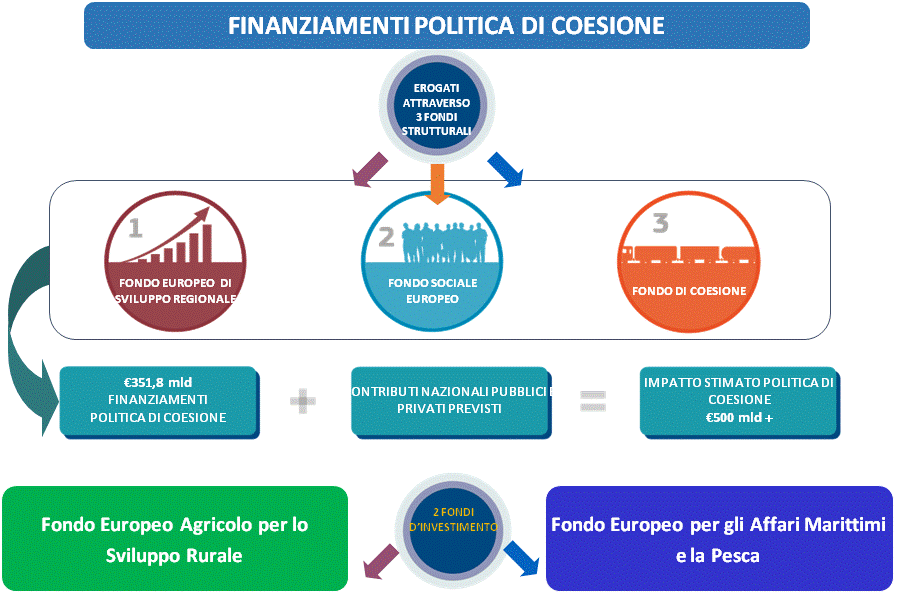 FINANZIAMENTI POLITICA DI COESIONE
EROGATI
ATTRAVERSO
3 FONDI
STRUTTURALI
1
FONDO EUROPEO DI
SVILUPPO REGIONALE
2
FONDO SOCIALE
EUROPEO
3
FONDO DI COESIONE
€351,8 mld
FINANZIAMENTI
POLITICA DI COESIONE
+
ONTRIBUTI NAZIONALI PUBBLICI E
PRIVATI PREVISTI
=
IMPATTO STIMATO POLITICA DI
COESIONE
€500 mld +
2 FONDI
D'INVESTIMENTO
Fondo Europeo Agricolo per lo
Sviluppo Rurale
Fondo Europeo per gli Affari Marittimi
e la Pesca